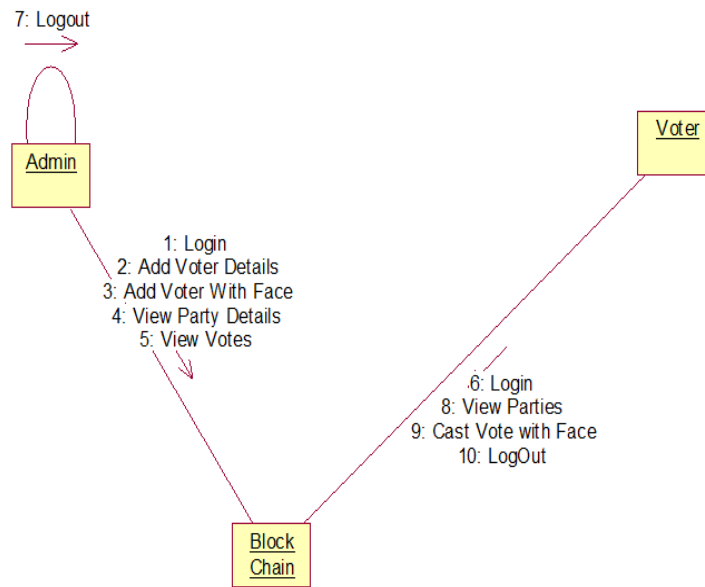 7: Logout
Admin
Voter
1: Login
2: Add Voter Details
3: Add Voter With Face
4: View Party Details
5: View Votes
6: Login
8: View Parties
9: Cast Vote with Face
10: LogOut
Block
Chain